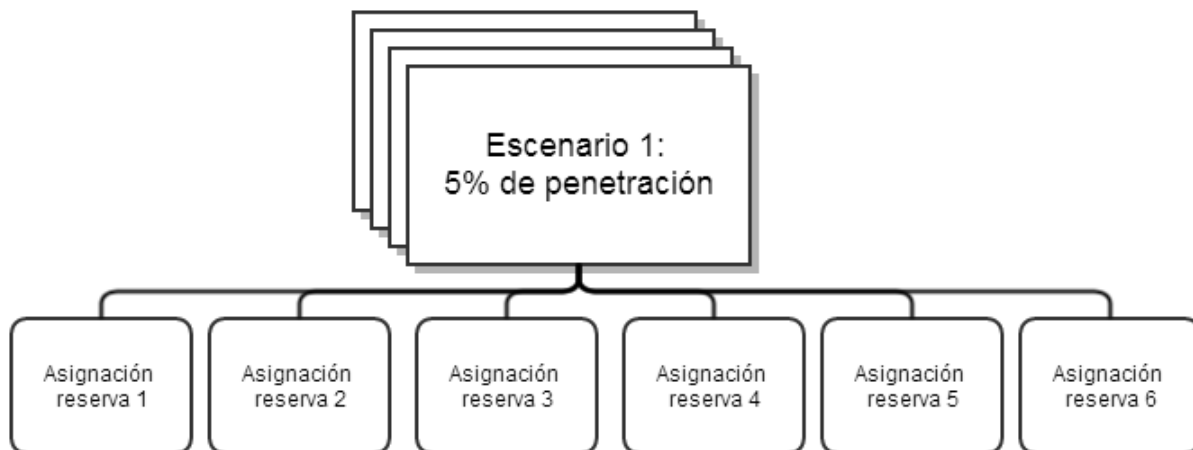 Escenario 1:
5% de penetración
Asignación
reserva 1
Asignación
reserva 2
Asignación
reserva 3
Asignación
reserva 4
Asignación
reserva 5
Asignación
reserva 6